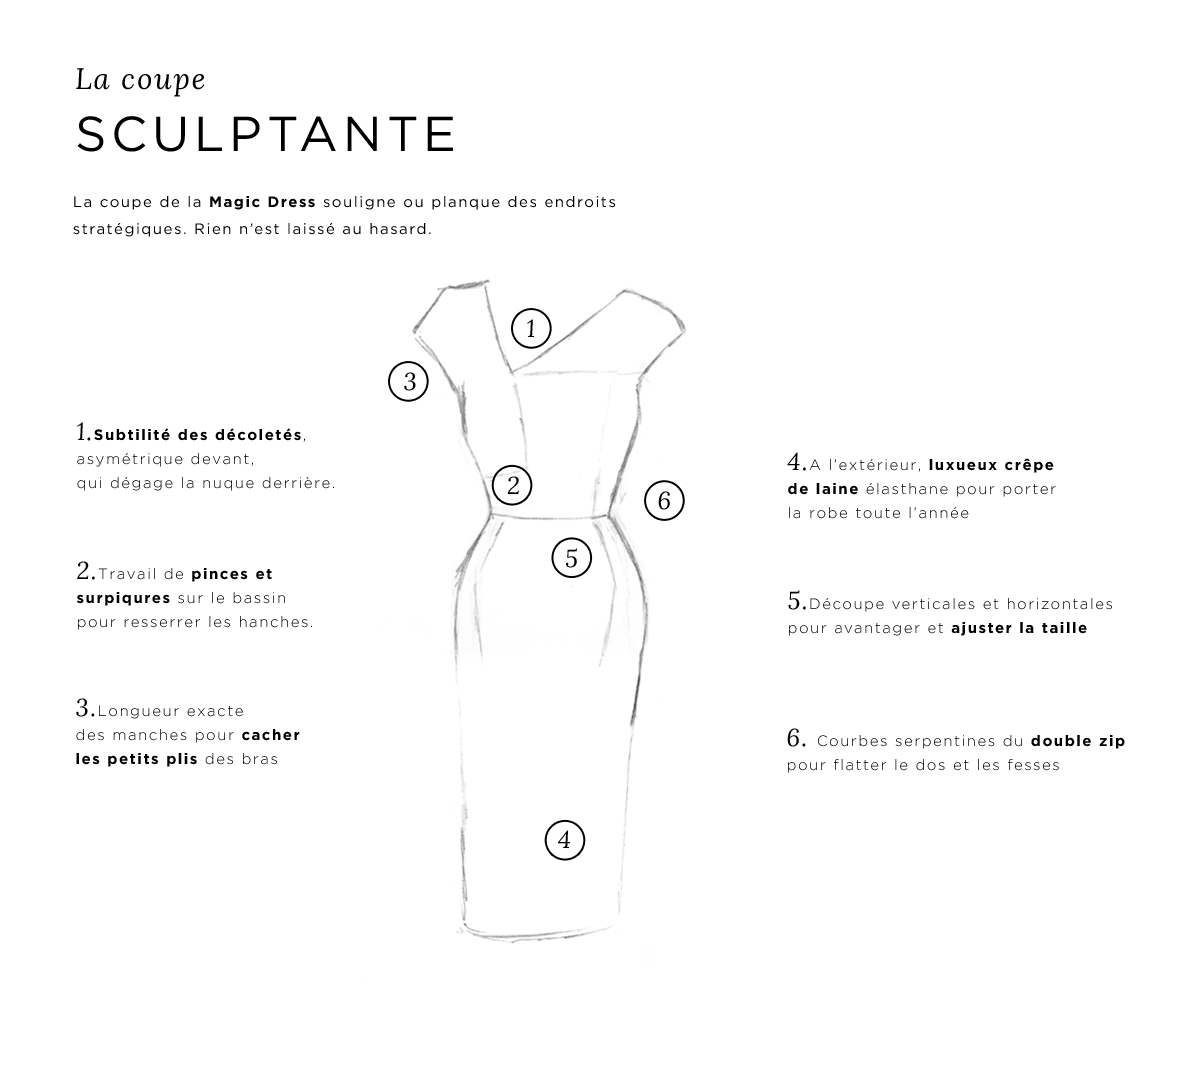 La coupe
SCULPTANTE
La coupe de la Magic Dress souligne ou planque des endroits
stratégiques. Rien n’est laissé au hasard.
1
3
2
6
5
4
1.Subtilité des décoletés,
asymétrique devant,
qui dégage la nuque derrière.
2.Travail de pinces et
surpiqures sur le bassin
pour resserrer les hanches.
3.Longueur exacte
des manches pour cacher
les petits plis des bras
4.A l’extérieur, luxueux crêpe
de laine élasthane pour porter
la robe toute l’année
5.Découpe verticales et horizontales
pour avantager et ajuster la taille
6. Courbes serpentines du double zip
pour flatter le dos et les fesses